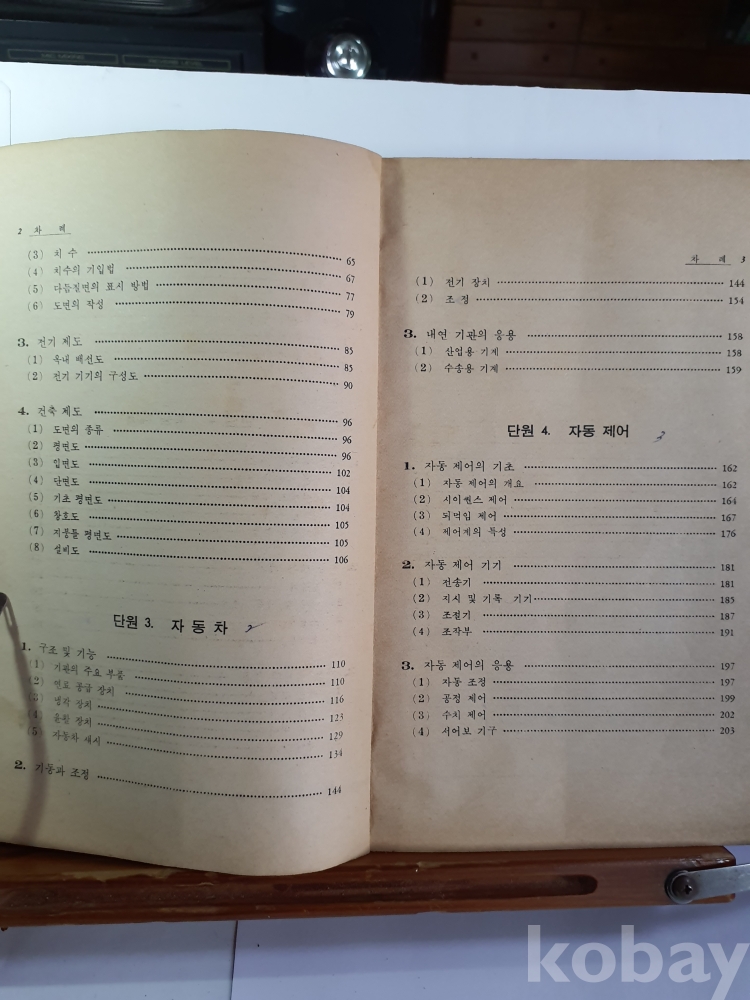 2 차 례
(3) 치 수 65
(4) 치수의 기입법 67
(5) 다듬질면의 표시 방법 77
(6) 도면의 작성 79
3. 전기 제도 85
(1) 옥내 배선도 85
(2) 전기 기기의 구성도 90
4. 건축 제도 96
(1) 도면의 종류 96
(2) 평면도 96
(3) 입면도 102
(4) 단면도 104
(5) 기초 평면도 104
(6) 창호도 105
(7) 지붕틀 평면도 105
(8) 설비도 106
단원 3. 자 동 차
1. 구조 및 기능 110
(1) 기관의 주요 부품 110
(2) 연료 공급 장치 116
(3) 냉각 장치 123
(4) 윤활 장치 129
(5) 자동차 섀시 134
2. 기동과 조정 144
차 례 3
(1) 전기 장치 144
(2) 조 정 154
3. 내연 기관의 응용 158
(1) 산업용 기계 158
(2) 수송용 기계 159
단원 4. 자동 제어
1. 자동 제어의 기초 162
(1) 자동 제어의 개요 162
(2) 시이퀀스 제어 164
(3) 되먹임 제어 167
(4) 제어계의 특성 176
2. 자동 제어 기기 181
(1) 전송기 181
(2) 지시 및 기록 기기 185
(3) 조절기 187
(4) 조작부 191
3. 자동 제어의 응용 197
(1) 자동 조정 197
(2) 공정 제어 199
(3) 수치 제어 202
(4) 서어보 기구 203
kobay